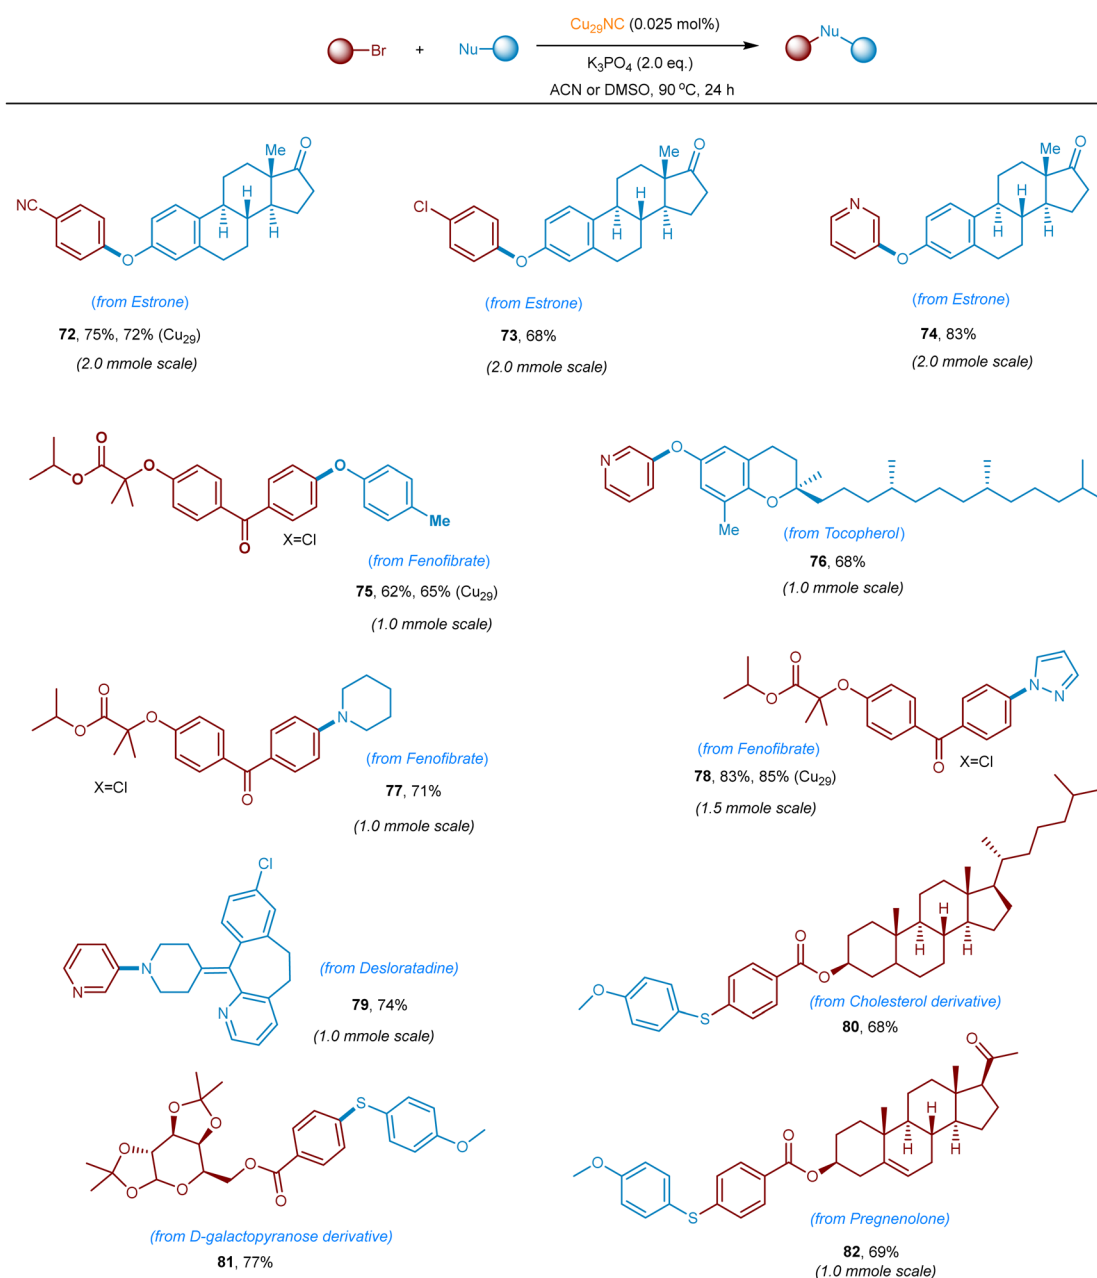 Cu29NC (0.025 mol%)
Br + Nu Nu
K3PO4 (2.0 eq.)
ACN or DMSO, 90 ºC, 24 h
NC O Me O H H H
Cl O Me O H H H
N O Me O H H H
(from Estrone)
72, 75%, 72% (Cu29)
(2.0 mmole scale)
(from Estrone)
73, 68%
(2.0 mmole scale)
(from Estrone)
74, 83%
(2.0 mmole scale)
O O O O O Me
X=Cl
(from Fenofibrate)
75, 62%, 65% (Cu29)
(1.0 mmole scale)
N O O Me
(from Tocopherol)
76, 68%
(1.0 mmole scale)
O O O O N
X=Cl
(from Fenofibrate)
77, 71%
(1.0 mmole scale)
O O O O N N
X=Cl
(from Fenofibrate)
78, 83%, 85% (Cu29)
(1.5 mmole scale)
Cl N N N
(from Desloratadine)
79, 74%
(1.0 mmole scale)
O S O O H H H
(from Cholesterol derivative)
80, 68%
O O O O O O O S O
(from D-galactopyranose derivative)
81, 77%
O S O O O H H H
(from Pregnenolone)
82, 69%
(1.0 mmole scale)